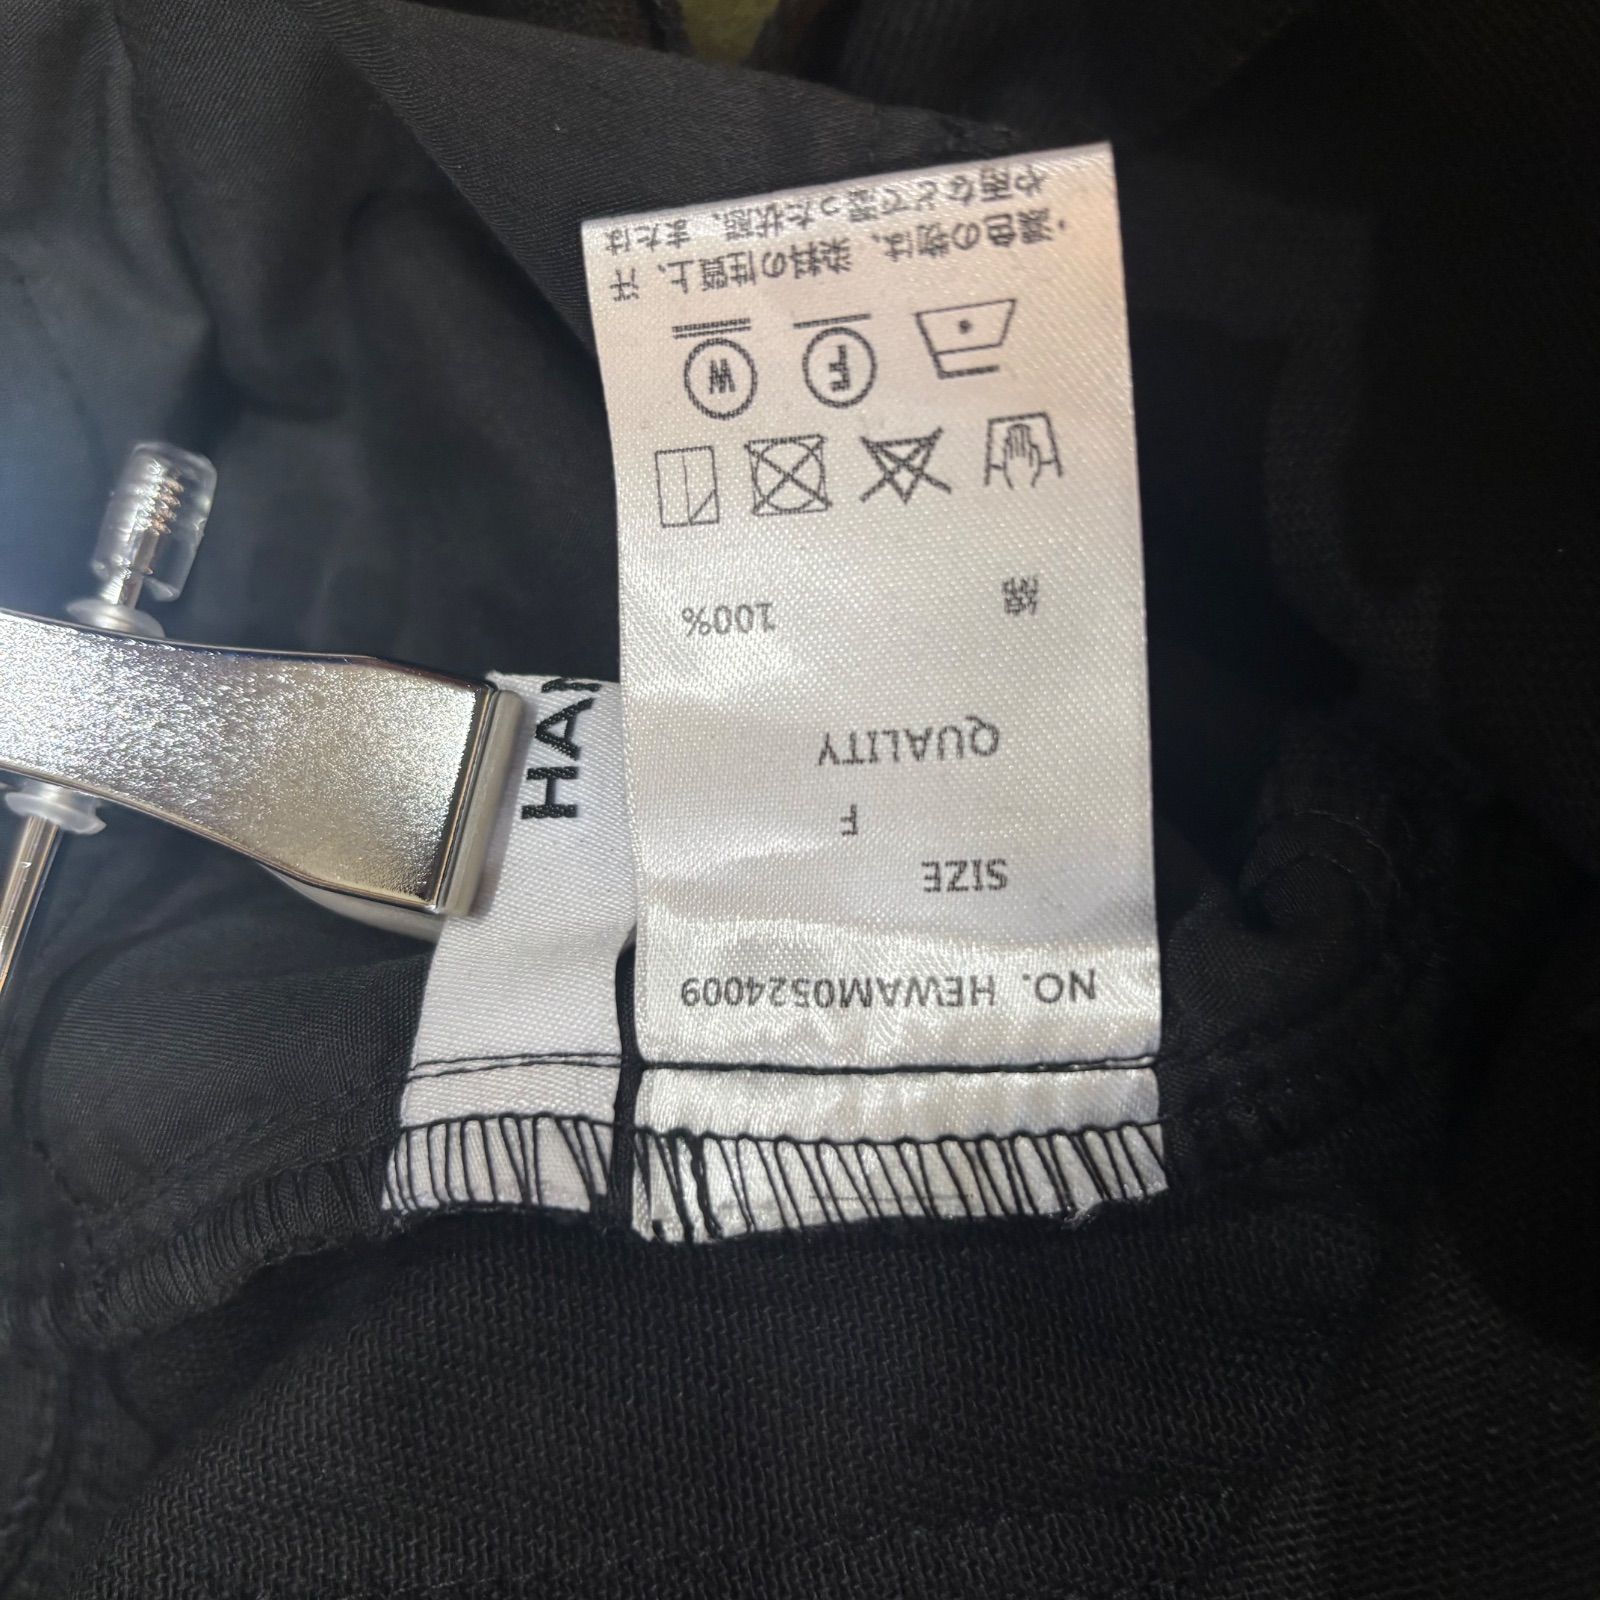 NO. HEWAM0524009
SIZE
F
QUALITY
綿 100%
F
W
・濃色の物は、染料の性質上、汗
や雨などで湿った状態、または
HAN